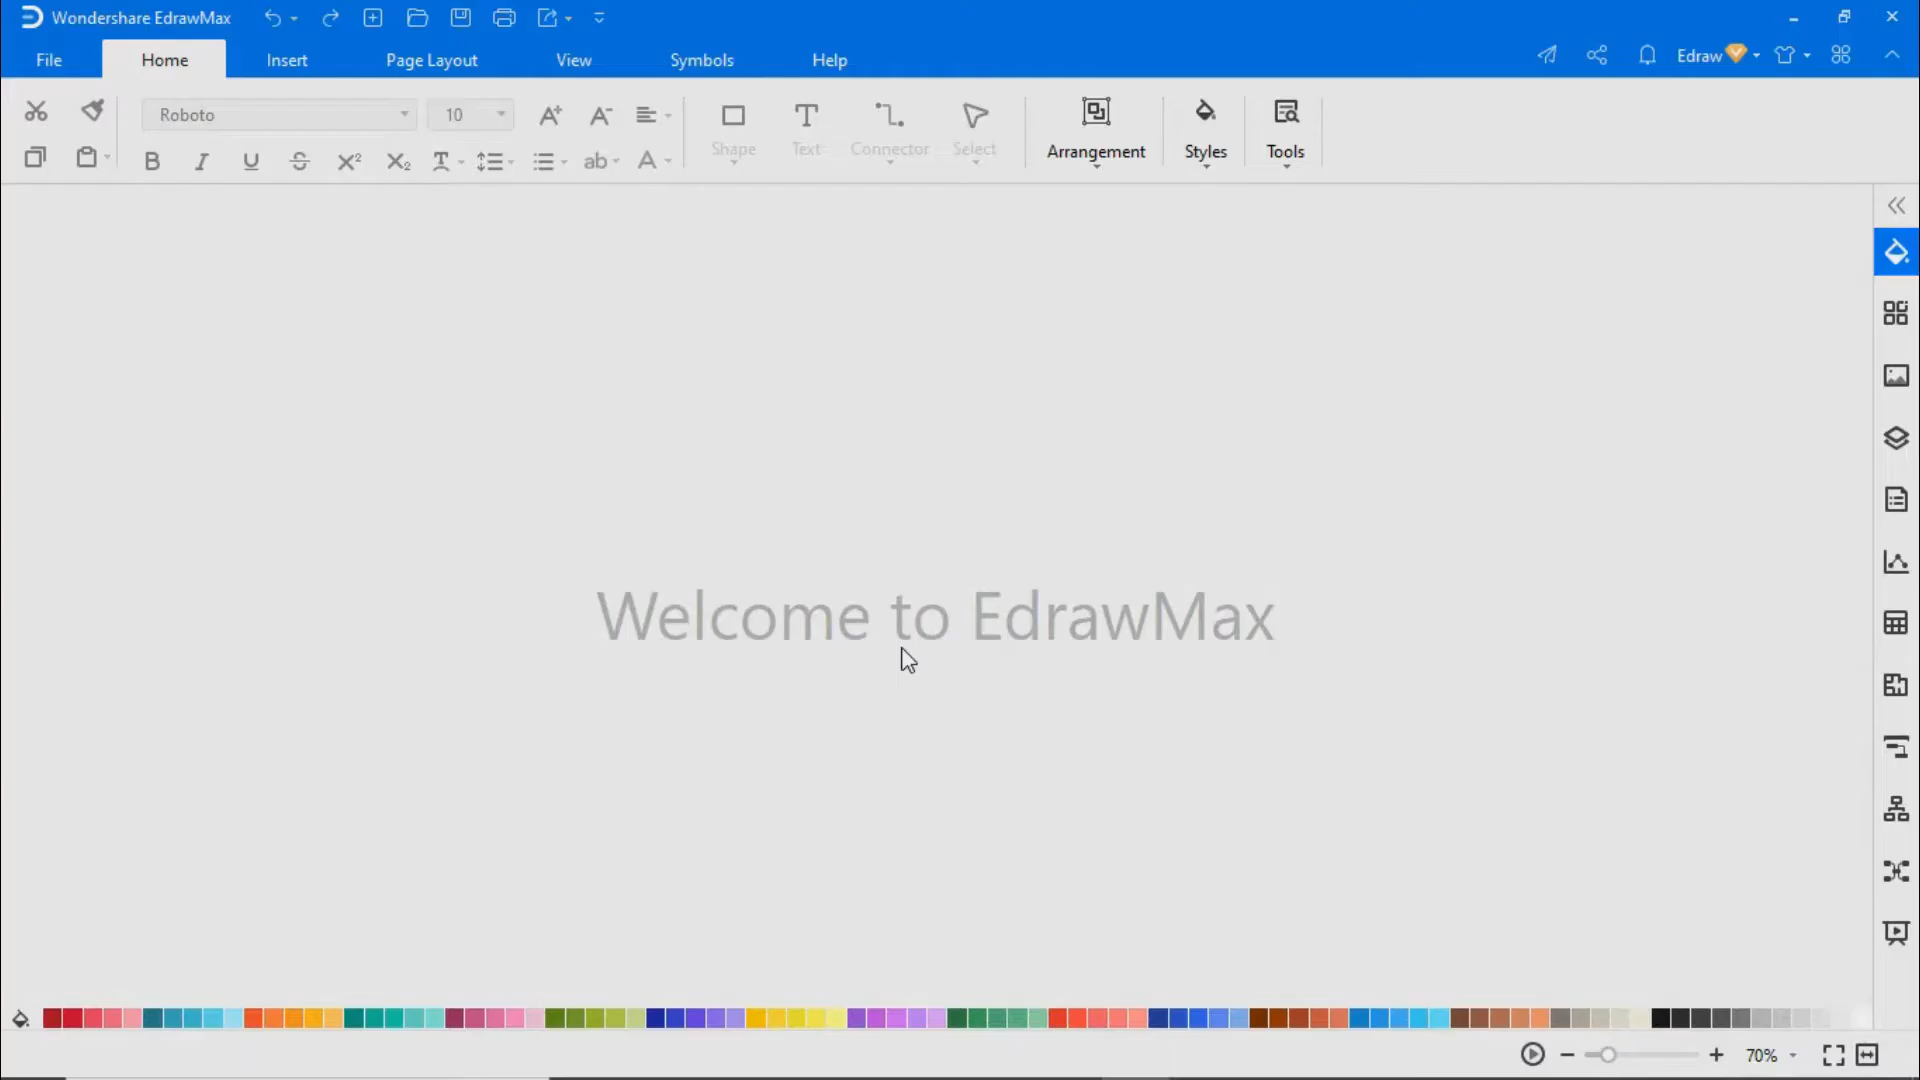 Wondershare EdrawMax
File Home Insert Page Layout View Symbols Help Edraw
Roboto 10
Shape Text Connector Select Arrangement Styles Tools
Welcome to EdrawMax
70%